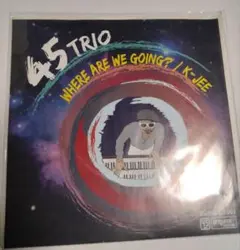 45 TRIO
WHERE ARE WE GOING? / K-JEE